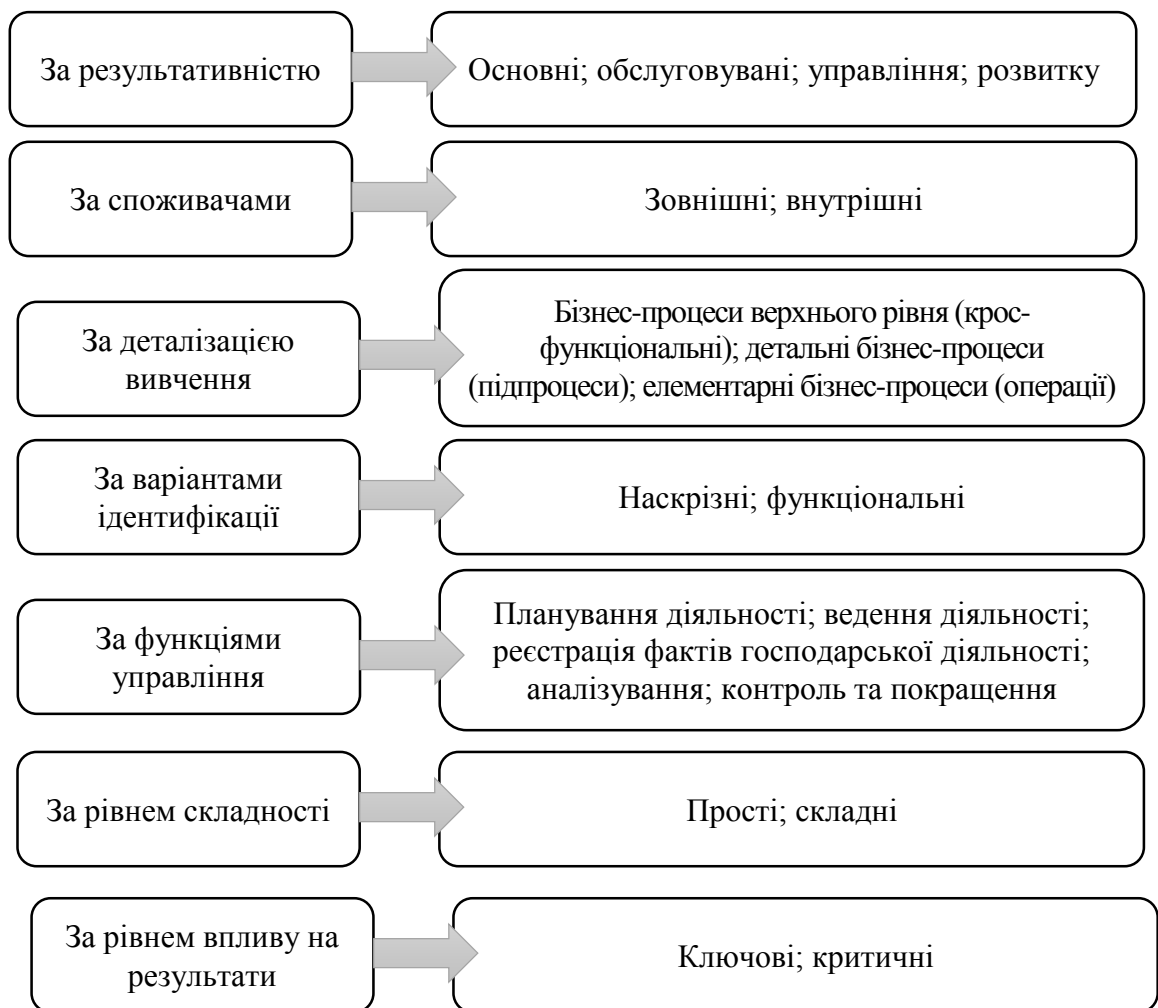 За результативністю
Основні; обслуговувані; управління; розвитку
За споживачами
Зовнішні; внутрішні
За деталізацією
вивчення
Бізнес-процеси верхнього рівня (крос-
функціональні); детальні бізнес-процеси
(підпроцеси); елементарні бізнес-процеси (операції)
За варіантами
ідентифікації
Наскрізні; функціональні
За функціями
управління
Планування діяльності; ведення діяльності;
реєстрація фактів господарської діяльності;
аналізування; контроль та покращення
За рівнем складності
Прості; складні
За рівнем впливу на
результати
Ключові; критичні